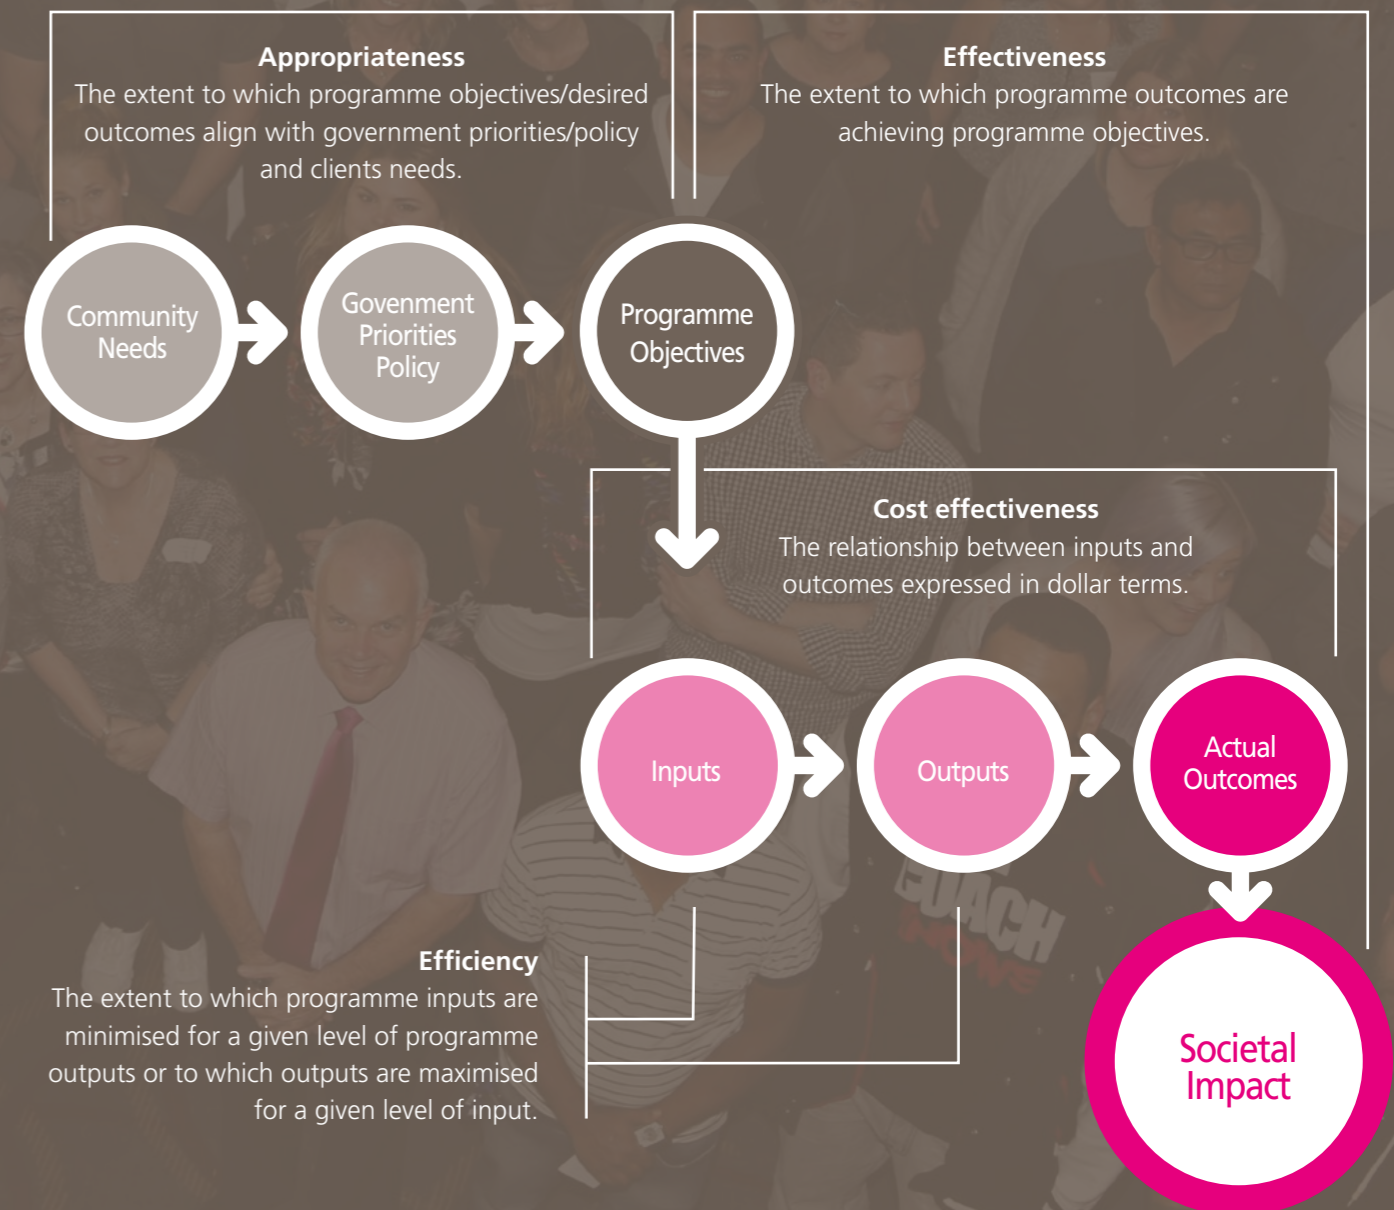 Appropriateness
The extent to which programme objectives/desired
outcomes align with government priorities/policy
and clients needs.
Effectiveness
The extent to which programme outcomes are
achieving programme objectives.
Community
Needs
Govenment
Priorities
Policy
Programme
Objectives
Cost effectiveness
The relationship between inputs and
outcomes expressed in dollar terms.
Inputs
Outputs
Actual
Outcomes
COACH
MOVE
Efficiency
The extent to which programme inputs are
minimised for a given level of programme
outputs or to which outputs are maximised
for a given level of input.
Societal
Impact